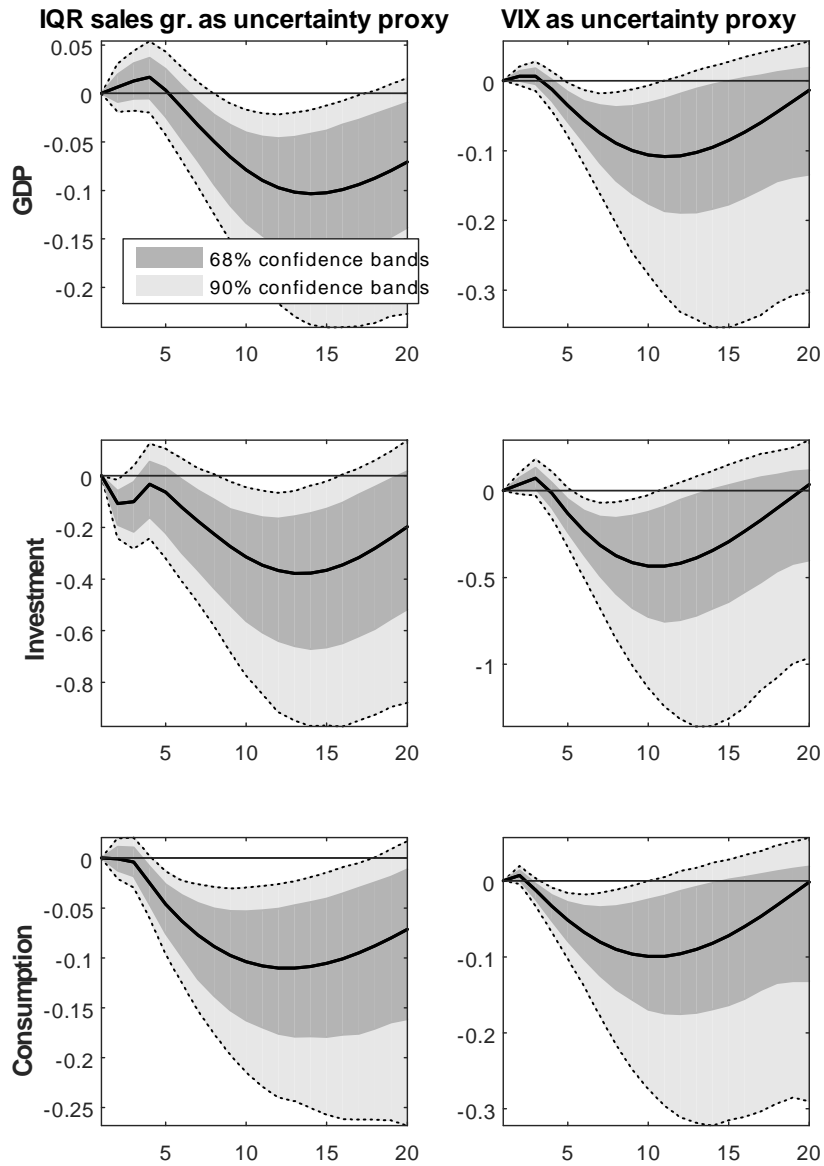 IQR sales gr. as uncertainty proxy
VIX as uncertainty proxy
GDP
0.05
0
-0.05
-0.1
-0.15
-0.2
68% confidence bands
90% confidence bands
5 10 15 20
0
-0.1
-0.2
-0.3
5 10 15 20
Investment
0
-0.2
-0.4
-0.6
-0.8
5 10 15 20
0
-0.5
-1
5 10 15 20
Consumption
0
-0.05
-0.1
-0.15
-0.2
-0.25
5 10 15 20
0
-0.1
-0.2
-0.3
5 10 15 20